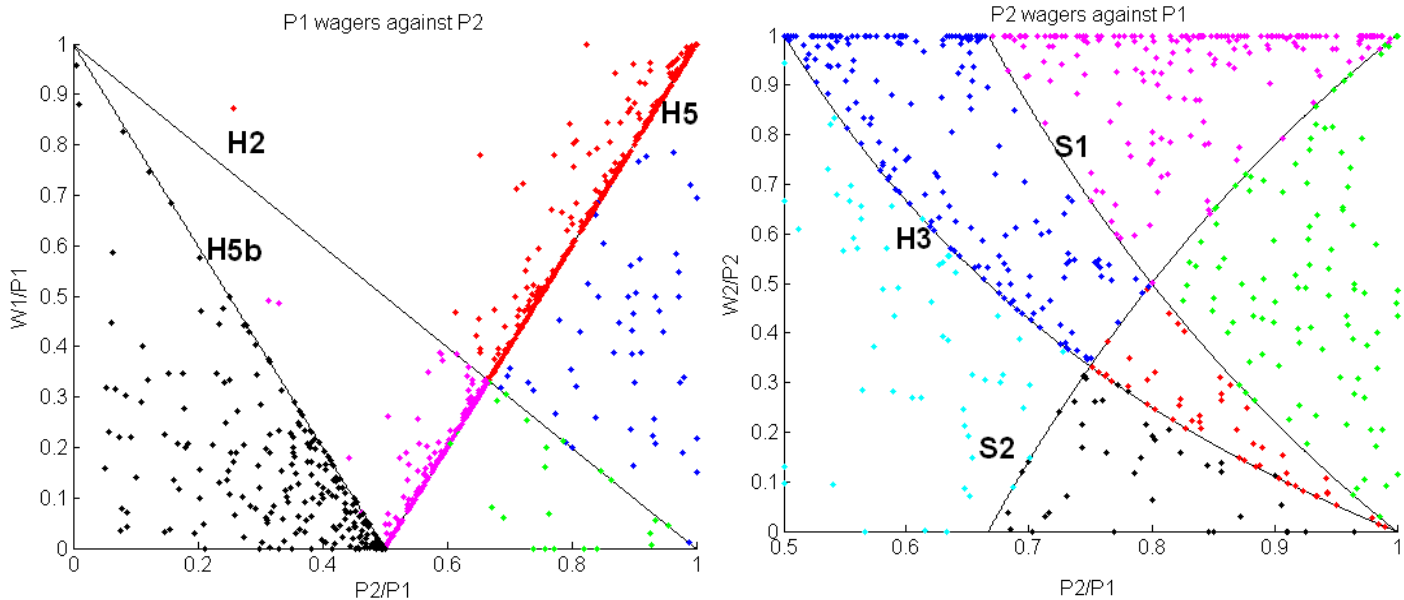 P1 wagers against P2
1
0.9
0.8
0.7
0.6
0.5
0.4
0.3
0.2
0.1
0
W1/P1
H2
H5
H5b
0 0.2 0.4 0.6 0.8 1
P2/P1
P2 wagers against P1
1
0.9
0.8
0.7
0.6
0.5
0.4
0.3
0.2
0.1
0
W2/P2
S1
H3
S2
0.5 0.6 0.7 0.8 0.9 1
P2/P1